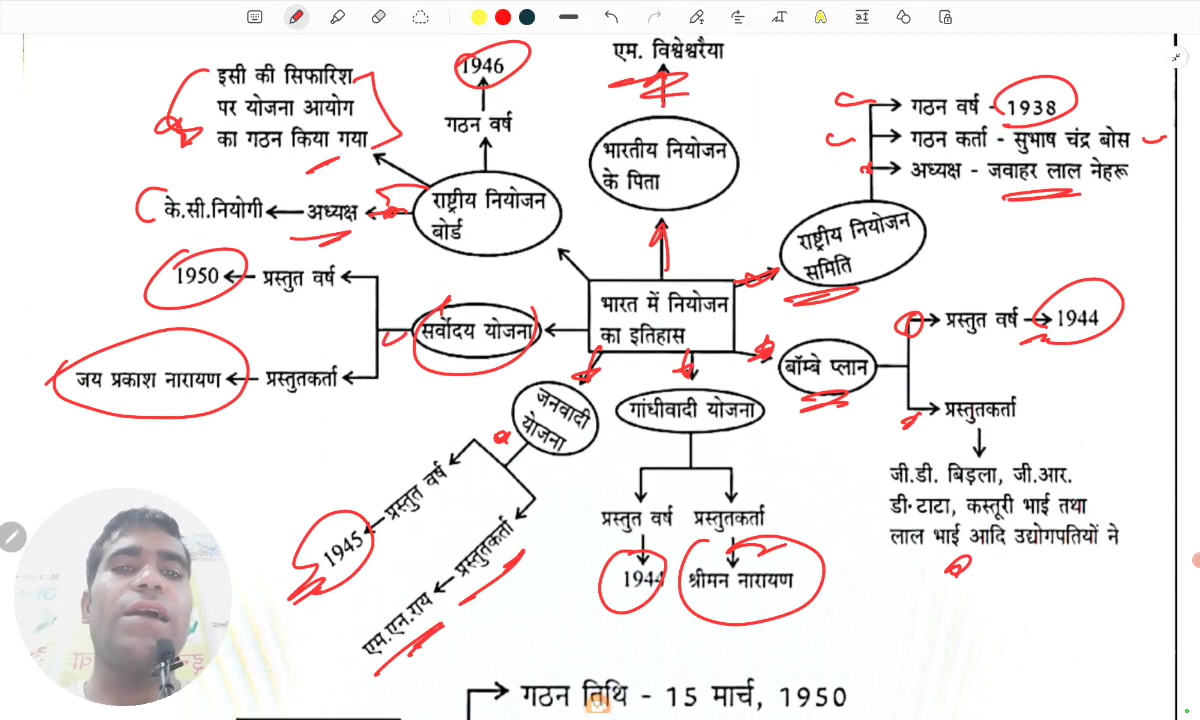 एम. विश्वेश्वरैया
1946
इसी की सिफारिश
पर योजना आयोग
का गठन किया गया
गठन वर्ष
गठन वर्ष - 1938
गठन कर्ता - सुभाष चंद्र बोस
अध्यक्ष - जवाहर लाल नेहरू
भारतीय नियोजन
के पिता
के.सी.नियोगी
अध्यक्ष
राष्ट्रीय नियोजन
बोर्ड
राष्ट्रीय नियोजन
समिति
1950
प्रस्तुत वर्ष
सर्वोदय योजना
भारत में नियोजन
का इतिहास
प्रस्तुत वर्ष
1944
बॉम्बे प्लान
जय प्रकाश नारायण
प्रस्तुतकर्ता
जनवादी
योजना
गांधीवादी योजना
प्रस्तुतकर्ता
जी.डी. बिड़ला, जी.आर.
डी. टाटा, कस्तूरी भाई तथा
लाल भाई आदि उद्योगपतियों ने
प्रस्तुत वर्ष
1945
प्रस्तुतकर्ता
एम.एन.राय
प्रस्तुत वर्ष
प्रस्तुतकर्ता
1944
श्रीमन नारायण
गठन तिथि - 15 मार्च, 1950